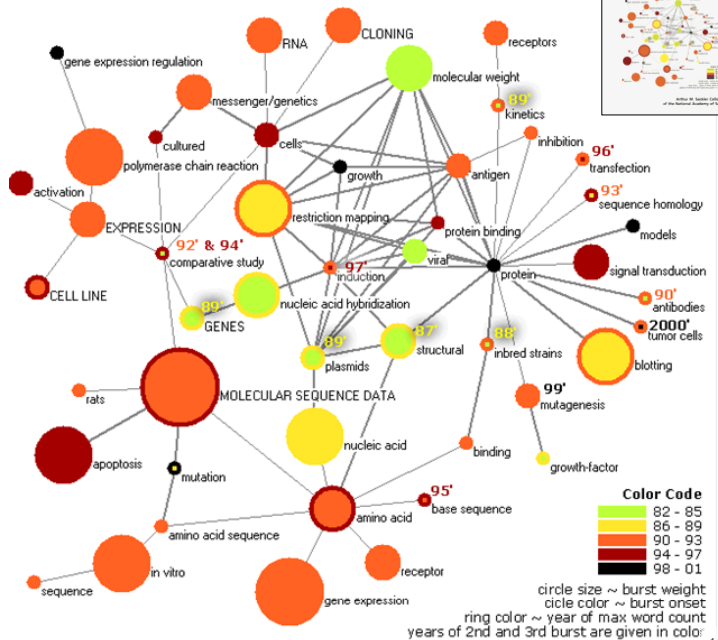 RNA
CLONING
receptors
gene expression regulation
molecular weight
messenger/genetics
89'
kinetics
inhibition
cultured
cells
polymerase chain reaction
growth
antigen
96'
transfection
activation
93'
sequence homology
restriction mapping
protein binding
EXPRESSION
models
92' & 94'
comparative study
viral
97'
induction
protein
signal transduction
CELL LINE
nucleic acid hybridization
90'
antibodies
89'
GENES
2000'
tumor cells
89'
plasmids
87'
structural
88'
inbred strains
blotting
rats
MOLECULAR SEQUENCE DATA
99'
mutagenesis
nucleic acid
apoptosis
mutation
binding
growth-factor
95'
base sequence
amino acid
amino acid sequence
in vitro
receptor
sequence
gene expression
Color Code
82 - 85
86 - 89
90 - 93
94 - 97
98 - 01
circle size ~ burst weight
cicle color ~ burst onset
ring color ~ year of max word count
years of 2nd and 3rd burst are given in color